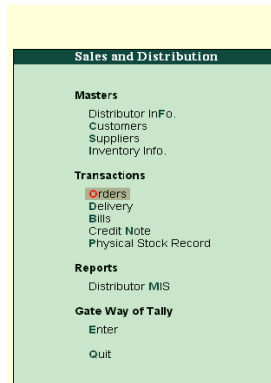 Sales and Distribution
Masters
Distributor InFo.
Customers
Suppliers
Inventory Info.
Transactions
Orders
Delivery
Bills
Credit Note
Physical Stock Record
Reports
Distributor MIS
Gate Way of Tally
Enter
Quit